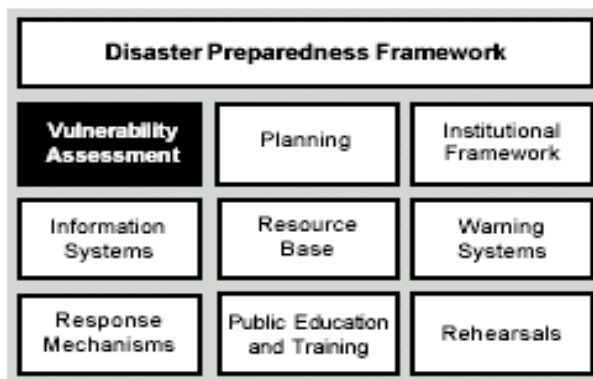 Disaster Preparedness Framework
Vulnerability
Assessment
Planning
Institutional
Framework
Information
Systems
Resource
Base
Warning
Systems
Response
Mechanisms
Public Education
and Training
Rehearsals